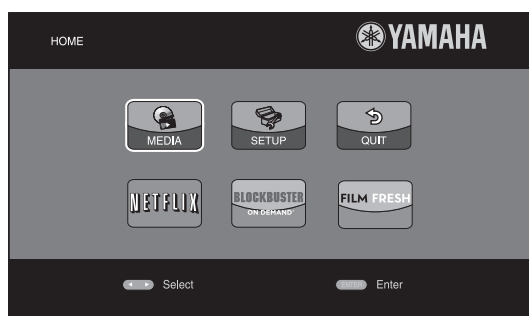 HOME
YAMAHA
MEDIA
SETUP
QUIT
NETFLIX
BLOCKBUSTER
ON DEMAND
FILM FRESH
Select
ENTER Enter